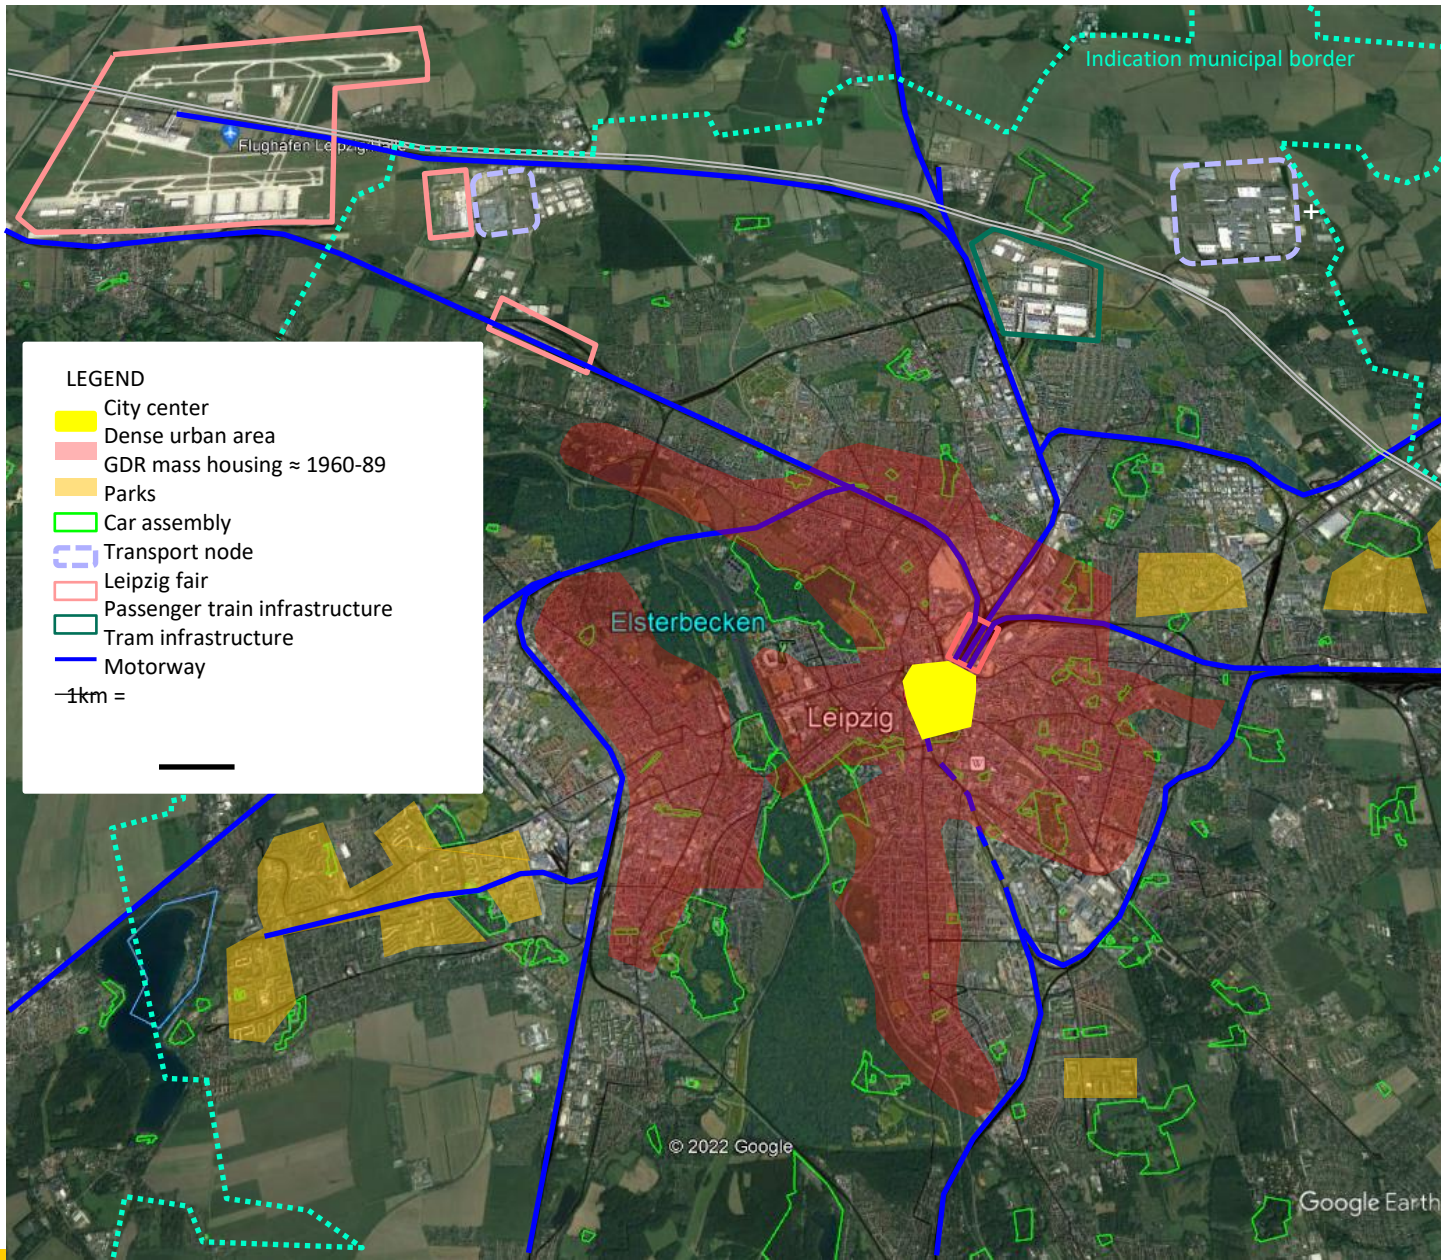 Indication municipal border
Flughafen Leipzig/Halle
LEGEND
City center
Dense urban area
GDR mass housing ≈ 1960-89
Parks
Car assembly
Transport node
Leipzig fair
Passenger train infrastructure
Tram infrastructure
Motorway
1km =
Elsterbecken
Leipzig
W
© 2022 Google
Google Earth